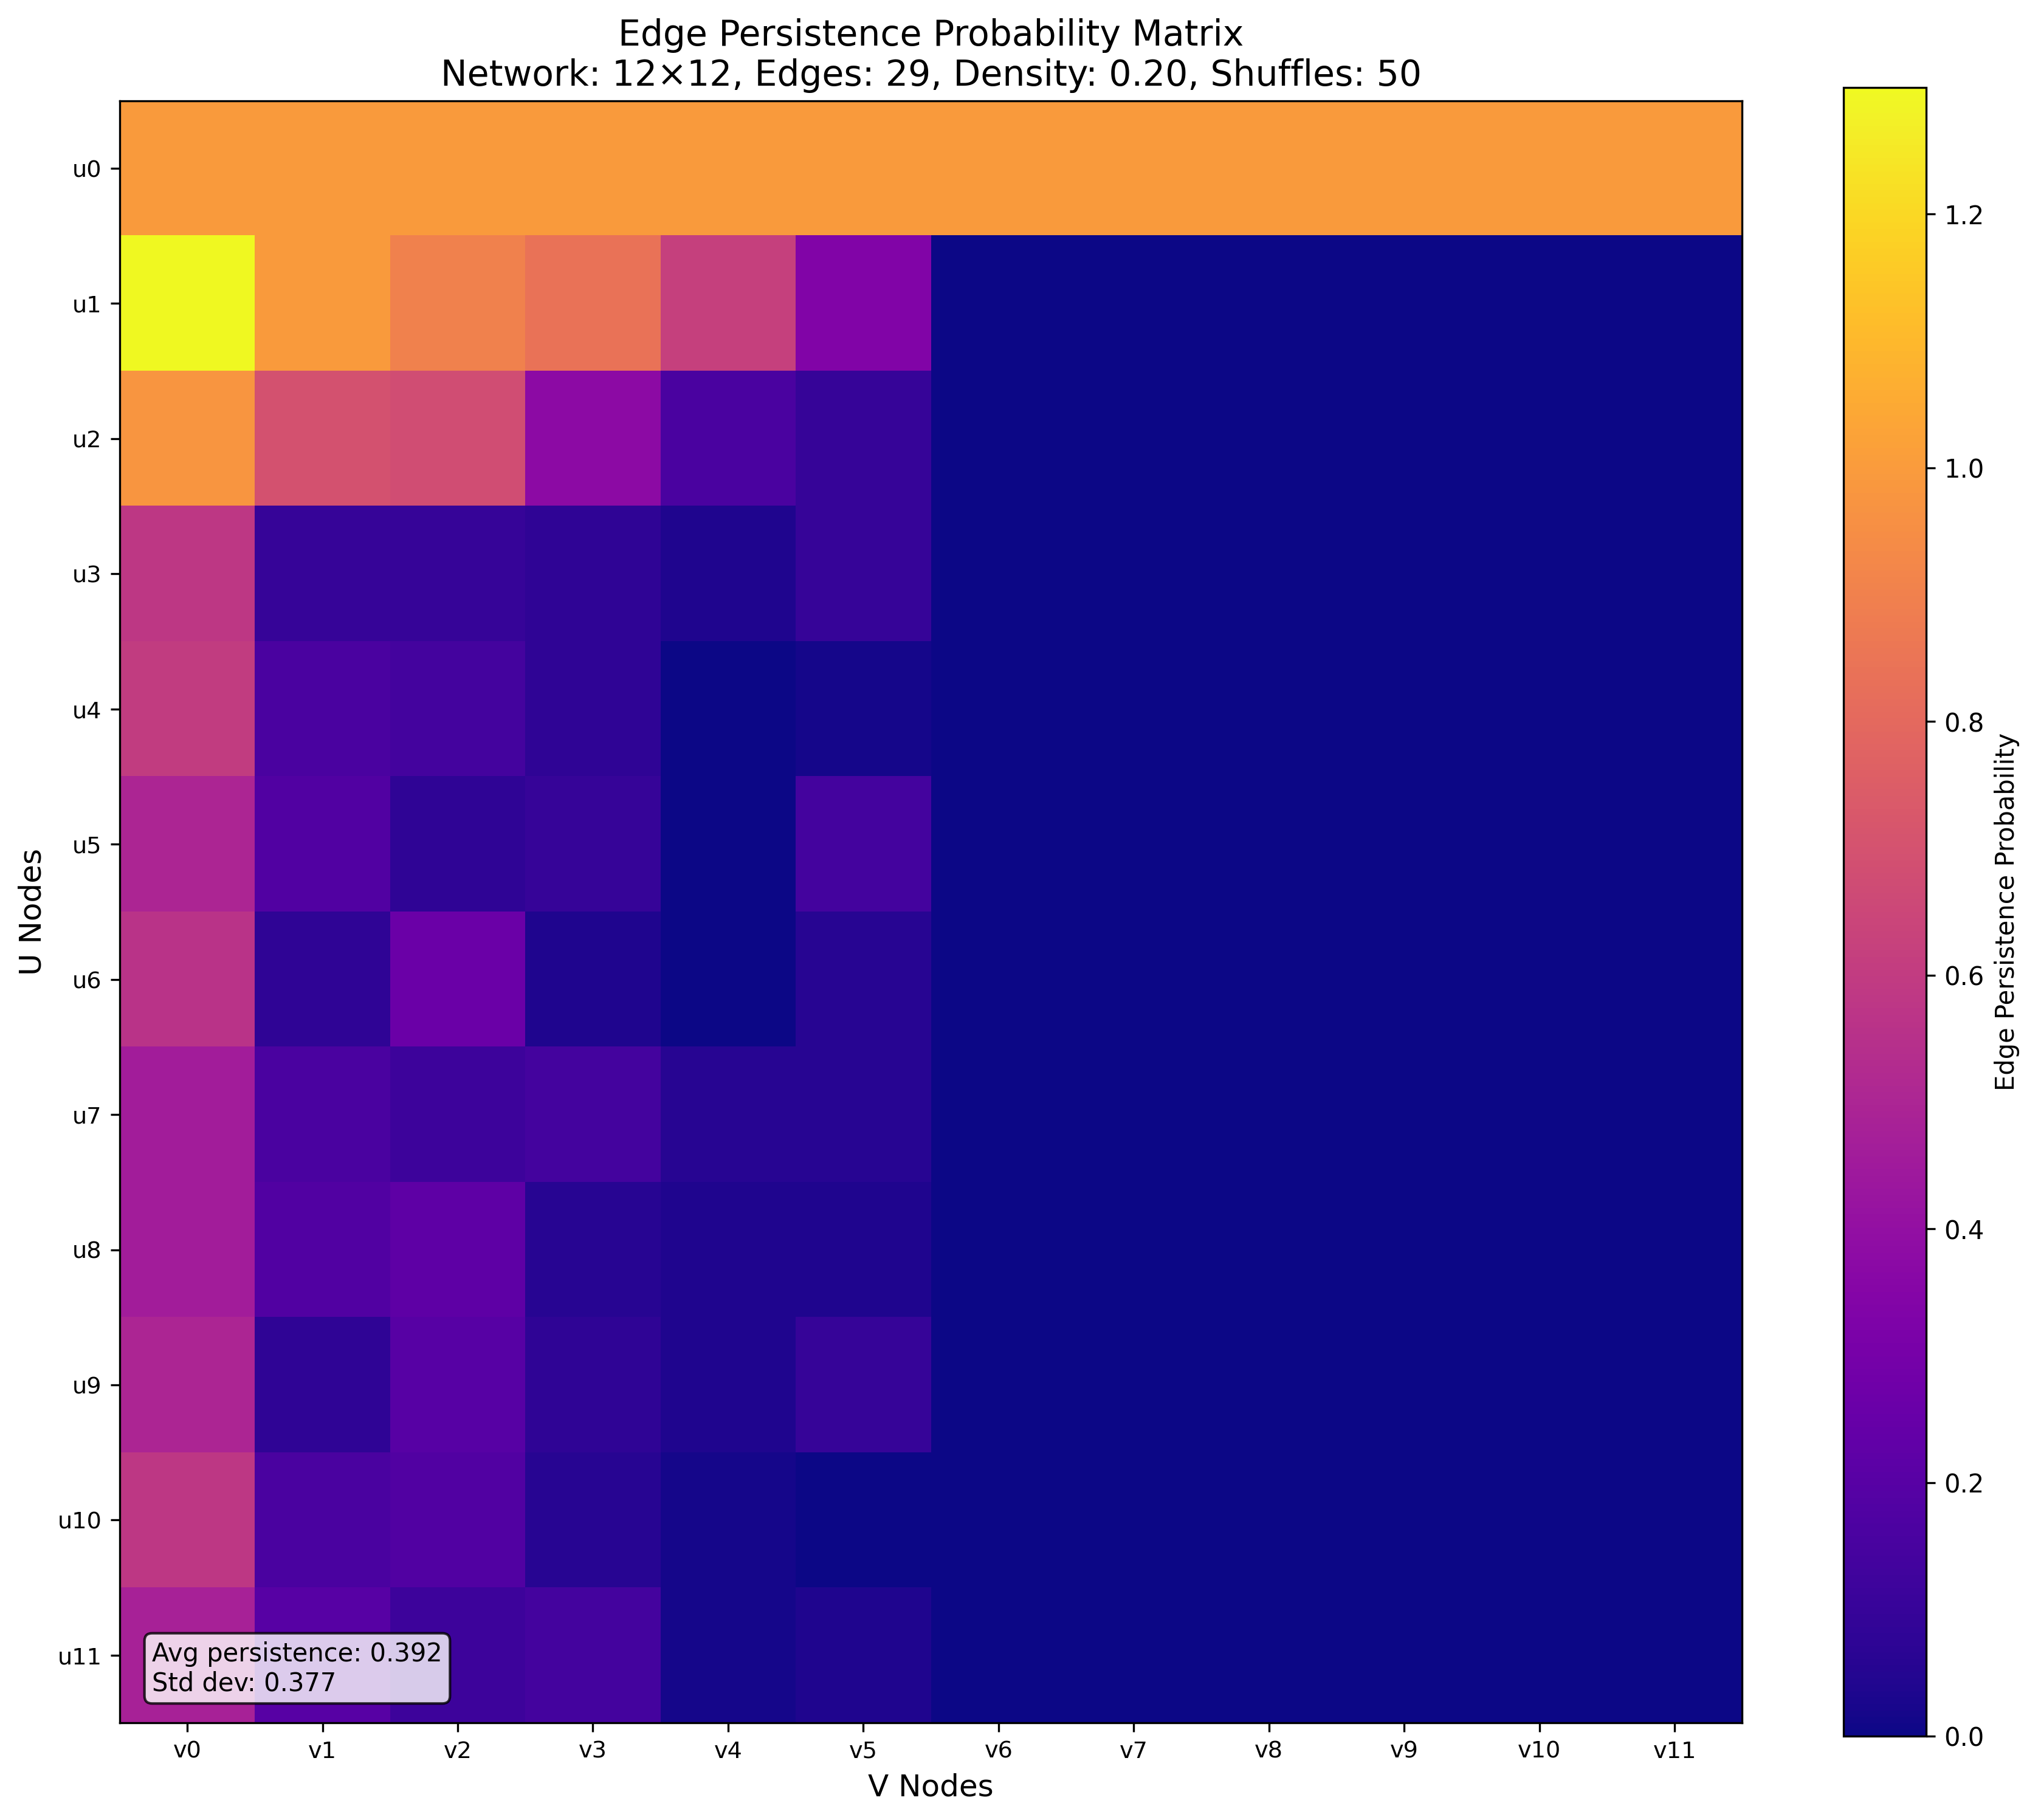 Edge Persistence Probability Matrix
Network: 12×12, Edges: 29, Density: 0.20, Shuffles: 50
U Nodes
u0
u1
u2
u3
u4
u5
u6
u7
u8
u9
u10
u11
Avg persistence: 0.392
Std dev: 0.377
v0 v1 v2 v3 v4 v5 v6 v7 v8 v9 v10 v11
V Nodes
1.2
1.0
0.8
0.6
0.4
0.2
0.0
Edge Persistence Probability